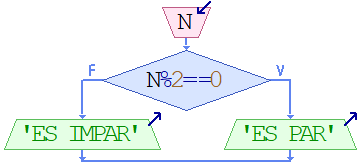 N
F
N%2==0
V
'ES IMPAR'
'ES PAR'